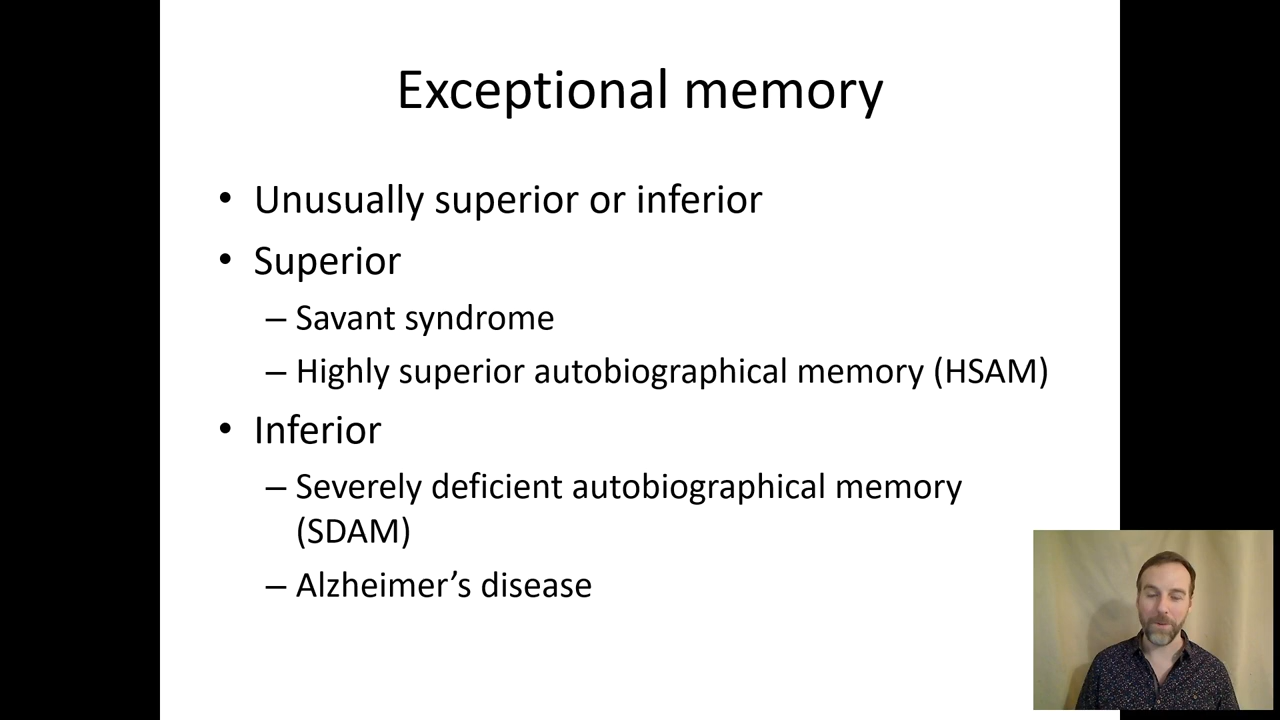 Exceptional memory
• Unusually superior or inferior
• Superior
– Savant syndrome
– Highly superior autobiographical memory (HSAM)
• Inferior
– Severely deficient autobiographical memory
(SDAM)
– Alzheimer’s disease